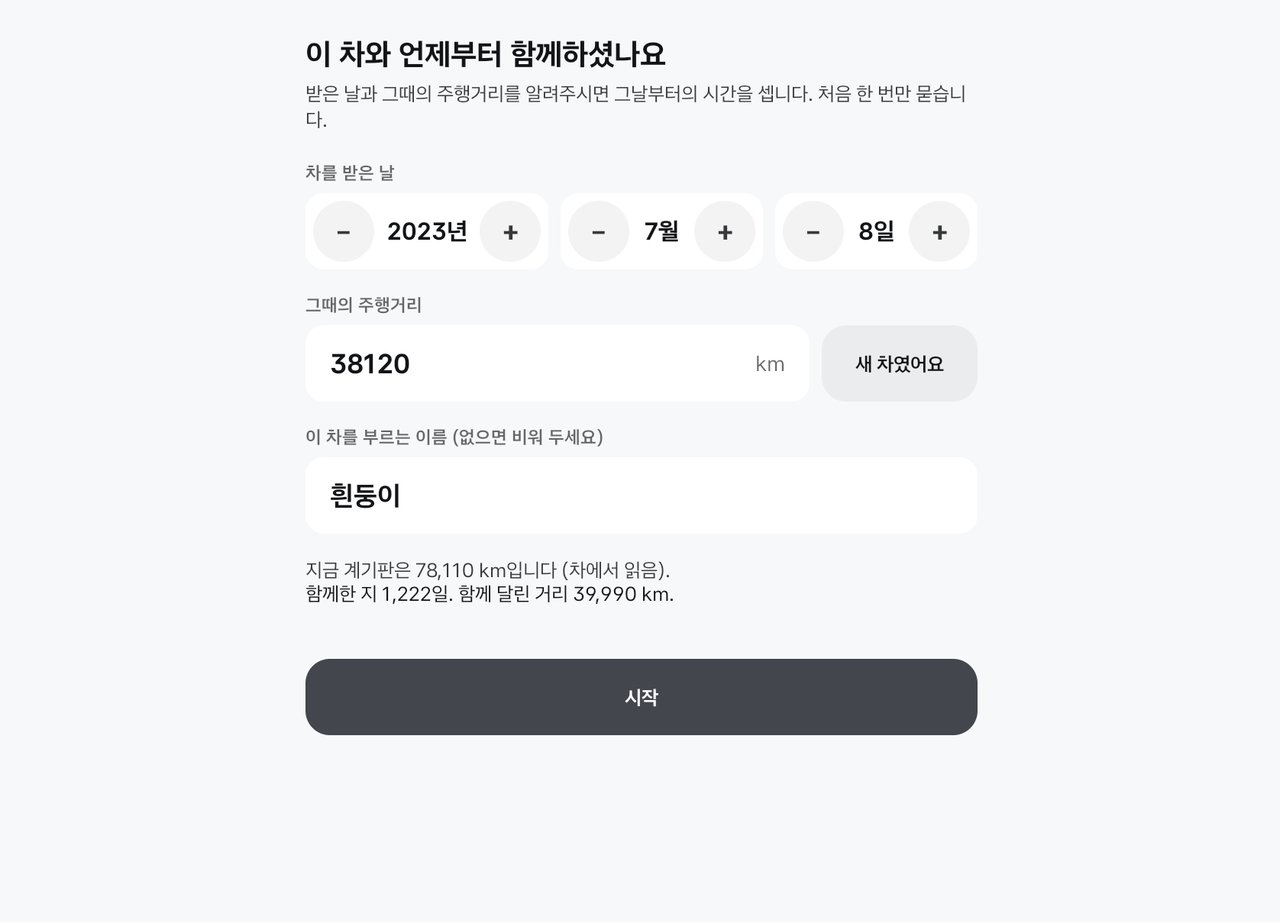 이 차와 언제부터 함께하셨나요
받은 날과 그때의 주행거리를 알려주시면 그날부터의 시간을 셉니다. 처음 한 번만 묻습니
다.
차를 받은 날
− 2023년 + − 7월 + − 8일 +
그때의 주행거리
38120 km 새 차였어요
이 차를 부르는 이름 (없으면 비워 두세요)
흰둥이
지금 계기판은 78,110 km입니다 (차에서 읽음).
함께한 지 1,222일. 함께 달린 거리 39,990 km.
시작